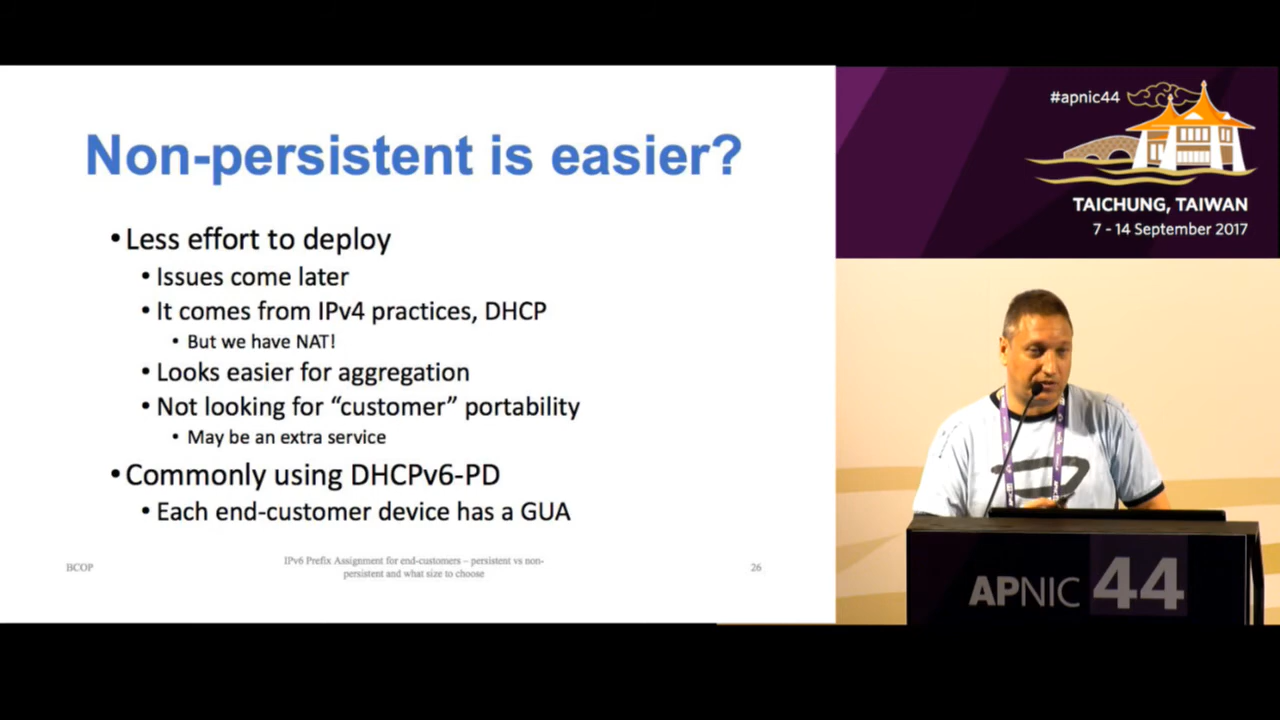 Non-persistent is easier?
•Less effort to deploy
• Issues come later
• It comes from IPv4 practices, DHCP
• But we have NAT!
• Looks easier for aggregation
• Not looking for “customer” portability
• May be an extra service
•Commonly using DHCPv6-PD
• Each end-customer device has a GUA
BCOP
IPv6 Prefix Assignment for end-customers – persistent vs non-
persistent and what size to choose
26
#apnic44
TAICHUNG, TAIWAN
7 - 14 September 2017
APNIC 44